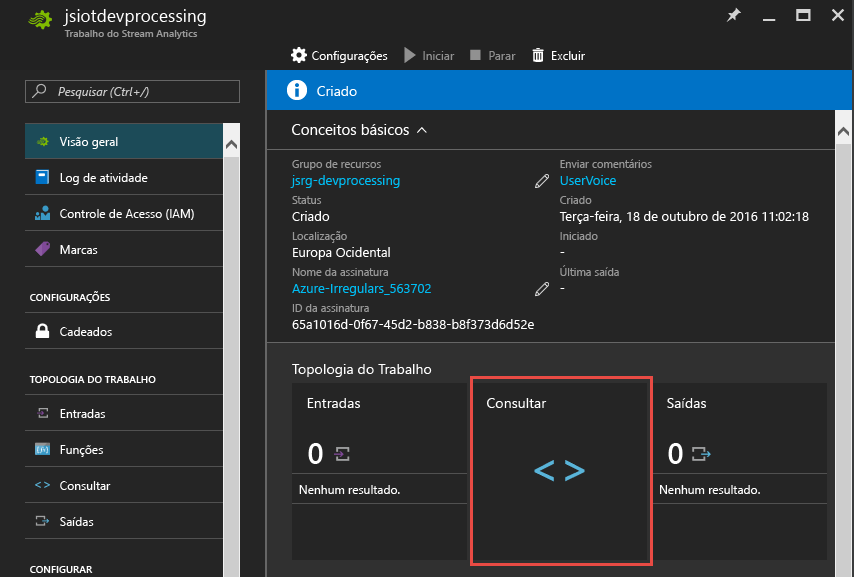 jsiotdevprocessing
Trabalho do Stream Analytics
Configurações Iniciar Parar Excluir
Pesquisar (Ctrl+/)
Visão geral
Log de atividade
Controle de Acesso (IAM)
Marcas
CONFIGURAÇÕES
Cadeados
TOPOLOGIA DO TRABALHO
Entradas
Funções
Consultar
Saídas
CONFIGURAR
Criado
Conceitos básicos
Grupo de recursos
jsrg-devprocessing
Status
Criado
Localização
Europa Ocidental
Nome da assinatura
Azure-Irregulars_563702
ID da assinatura
65a1016d-0f67-45d2-b838-b8f373d6d52e
Enviar comentários
UserVoice
Criado
Terça-feira, 18 de outubro de 2016 11:02:18
Iniciado
-
Última saída
-
Topologia do Trabalho
Entradas
0
Nenhum resultado.
Consultar
< >
Saídas
0
Nenhum resultado.